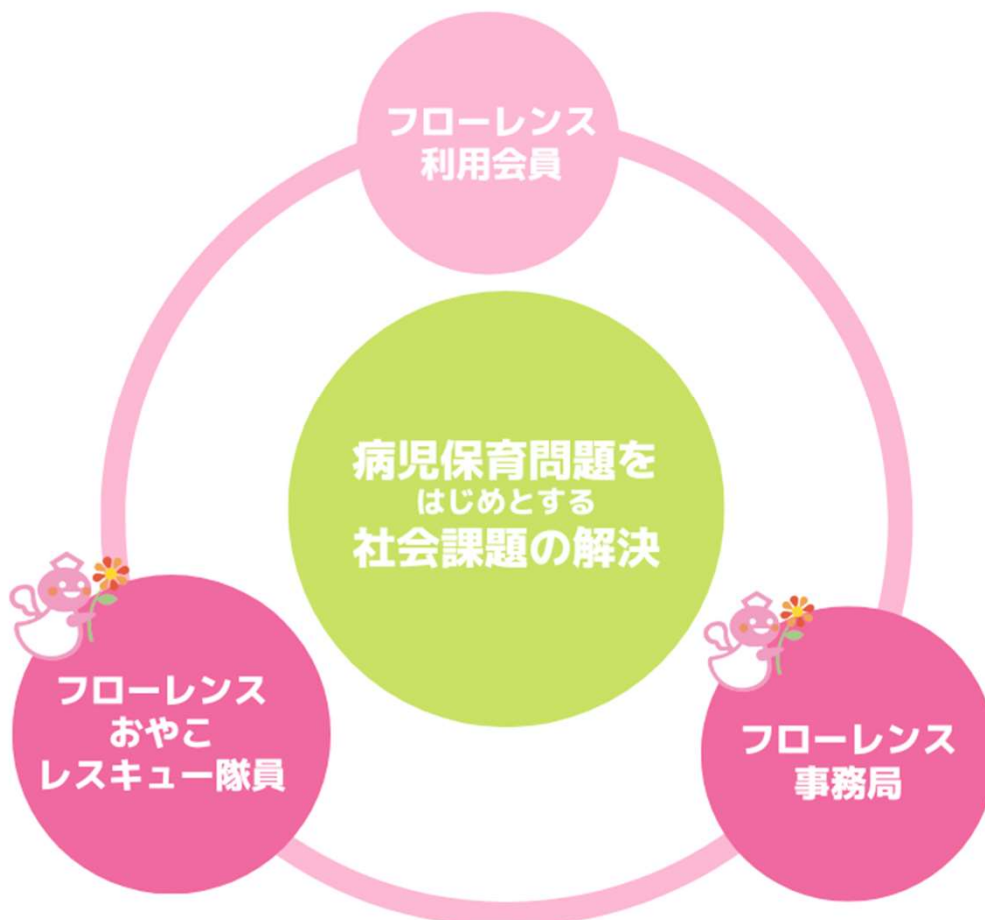 フローレンス
利用会員
病児保育問題を
はじめとする
社会課題の解決
フローレンス
おやこ
レスキュー隊員
フローレンス
事務局